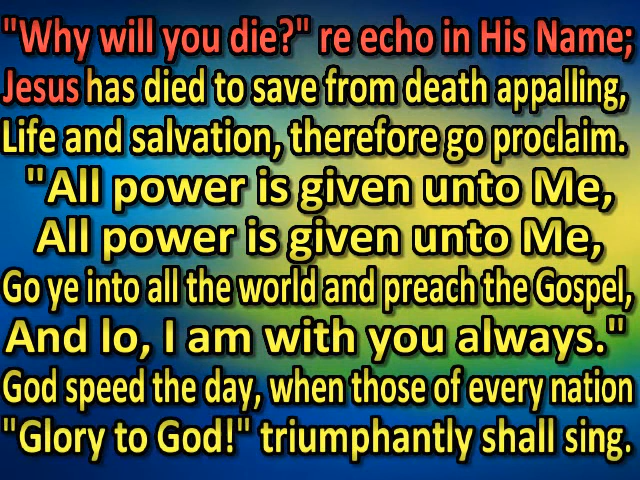 "Why will you die?" re echo in His Name;
Jesus has died to save from death appalling,
Life and salvation, therefore go proclaim.
"All power is given unto Me,
All power is given unto Me,
Go ye into all the world and preach the Gospel,
And lo, I am with you always."
God speed the day, when those of every nation
"Glory to God!" triumphantly shall sing.